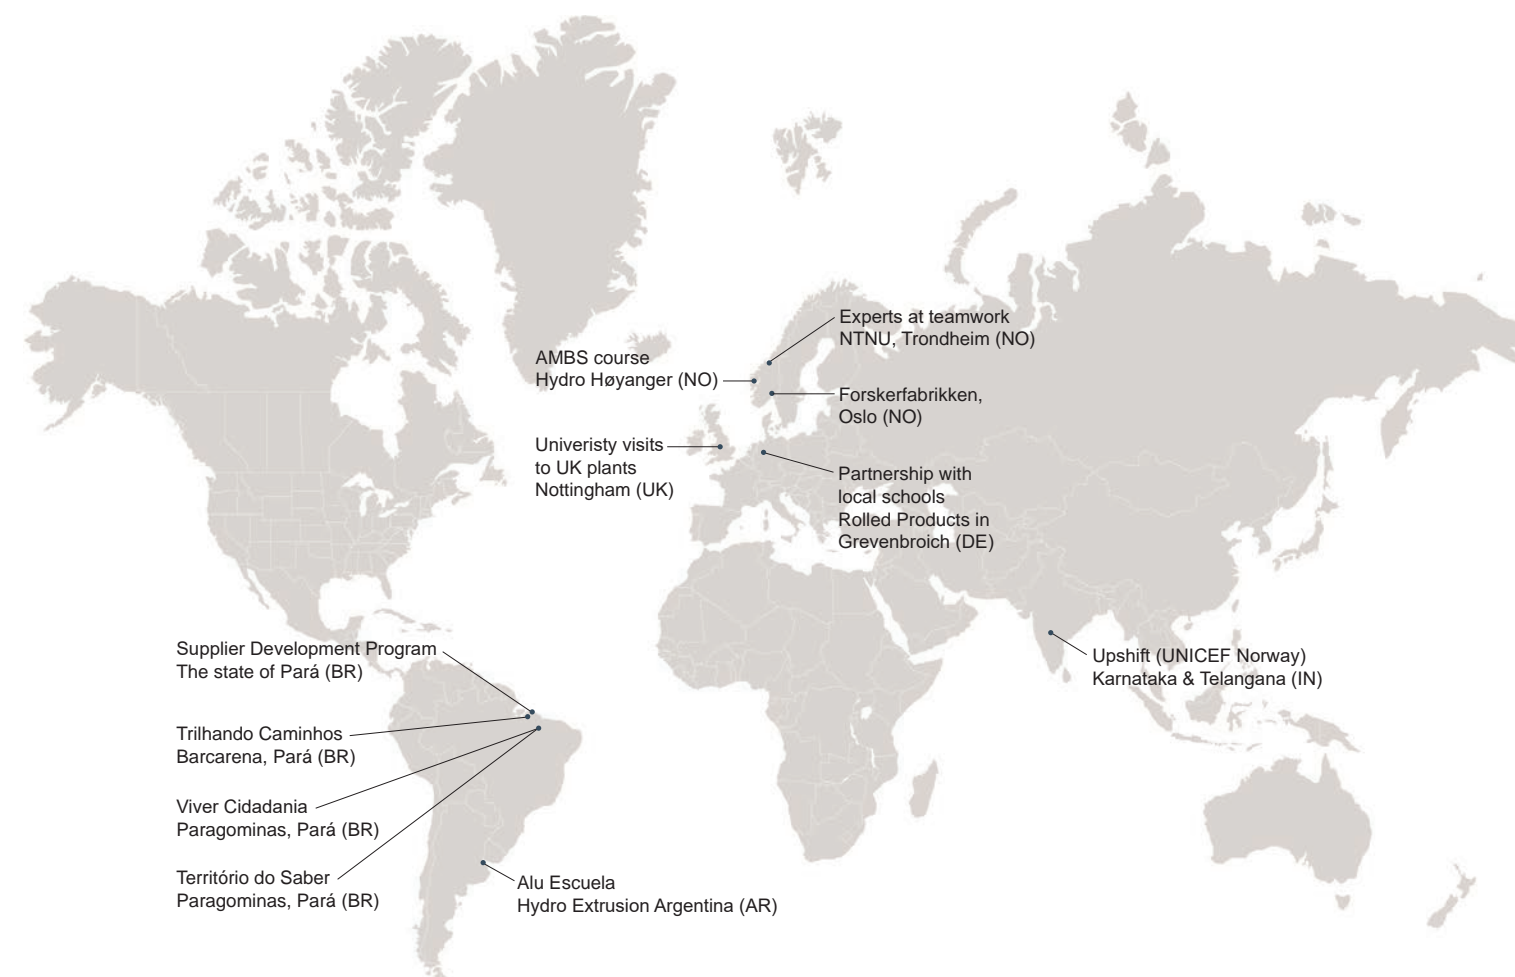 Experts at teamwork
NTNU, Trondheim (NO)
AMBS course
Hydro Høyanger (NO)
Forskerfabrikken,
Oslo (NO)
Univeristy visits
to UK plants
Nottingham (UK)
Partnership with
local schools
Rolled Products in
Grevenbroich (DE)
Supplier Development Program
The state of Pará (BR)
Upshift (UNICEF Norway)
Karnataka & Telangana (IN)
Trilhando Caminhos
Barcarena, Pará (BR)
Viver Cidadania
Paragominas, Pará (BR)
Território do Saber
Paragominas, Pará (BR)
Alu Escuela
Hydro Extrusion Argentina (AR)